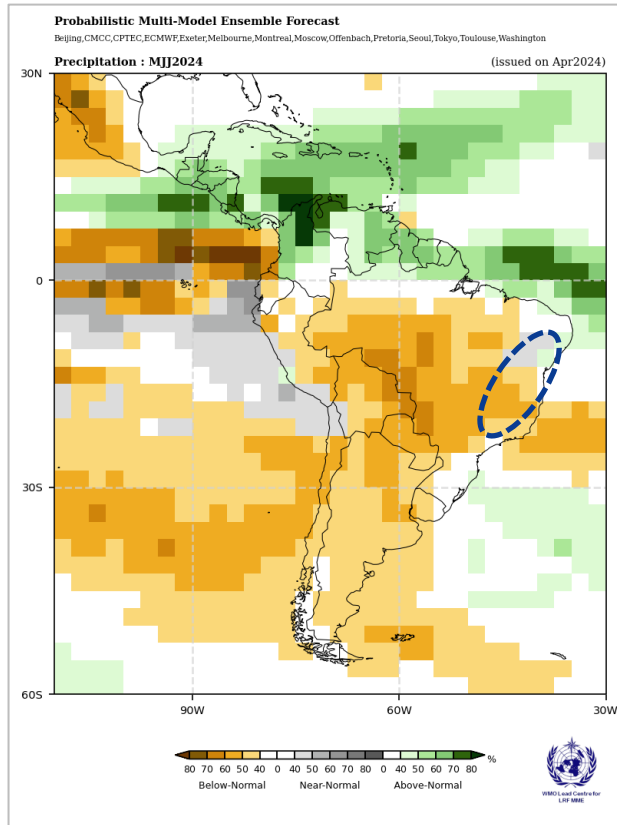 Probabilistic Multi-Model Ensemble Forecast
Beijing,CMCC,CPTEC,ECMWF,Exeter,Melbourne,Montreal,Moscow,Offenbach,Pretoria,Seoul,Tokyo,Toulouse,Washington
Precipitation : MJJ2024 (issued on Apr2024)
30N
0
30S
60S
90W 60W 30W
80 70 60 50 40 0 40 50 60 70 80 0 40 50 60 70 80 %
Below-Normal Near-Normal Above-Normal
WMO Lead Centre for
LRFMME